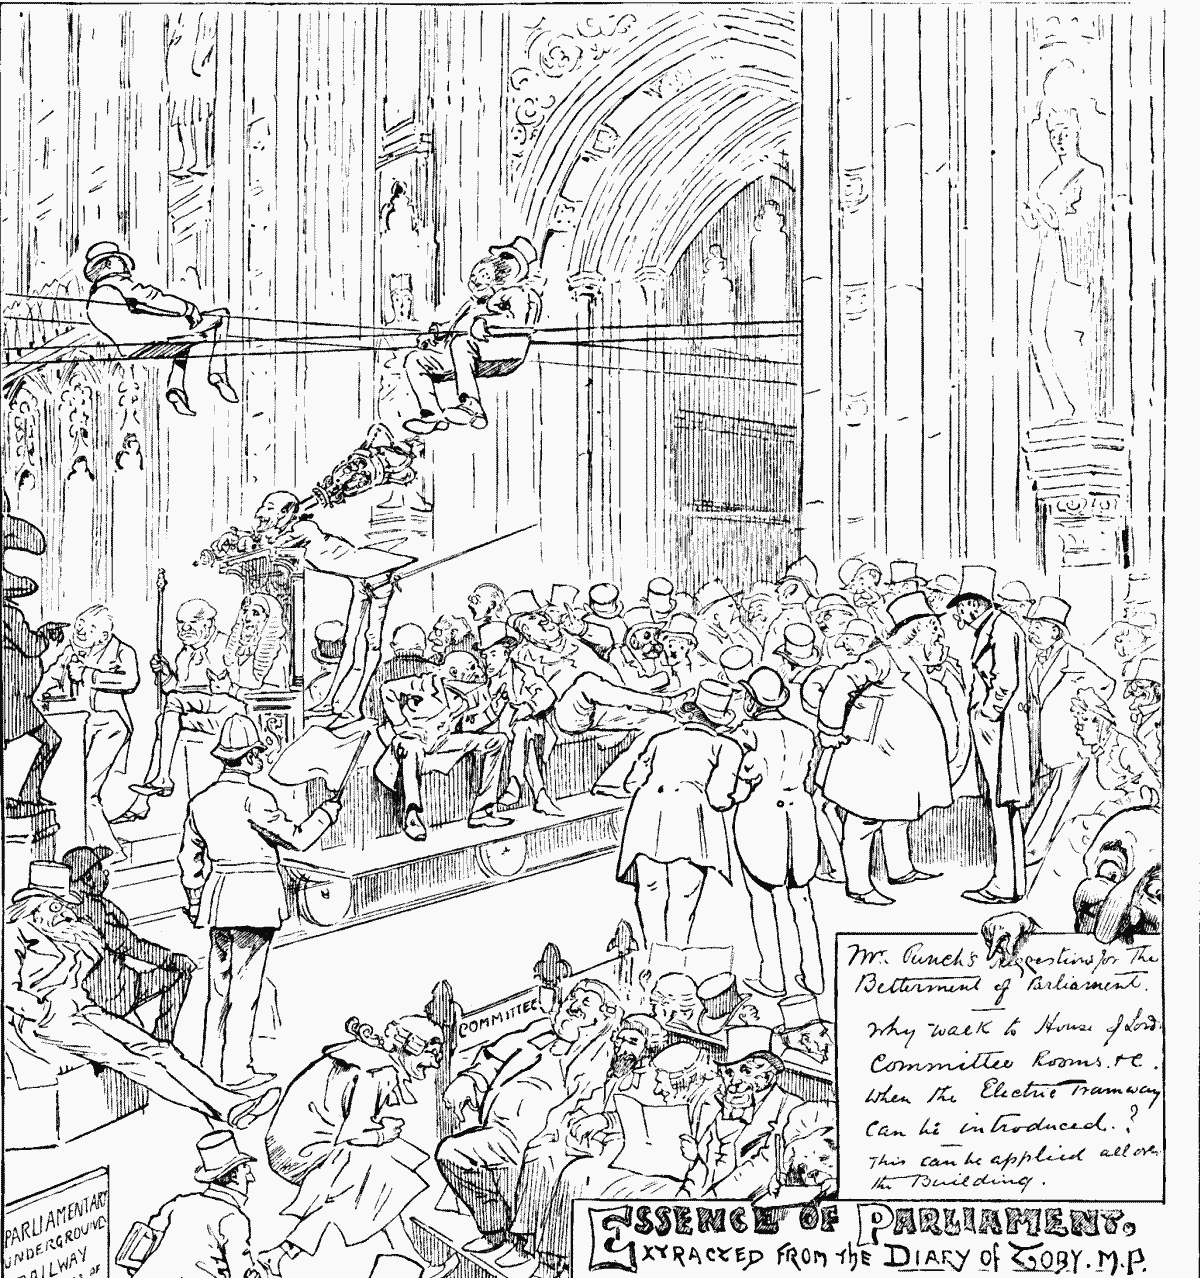 COMMITTEE
Mr. Punch's Suggestions for the
Betterment of Parliament.
Why walk to House of Lords
Committee Rooms &c.
when the Electric Tramway
can be introduced?
This can be applied all over
the Building.
PARLIAMENTARY
UNDERGROUND
RAILWAY
OF
ESSENCE OF PARLIAMENT,
EXTRACTED FROM THE DIARY OF TOBY. M.P.